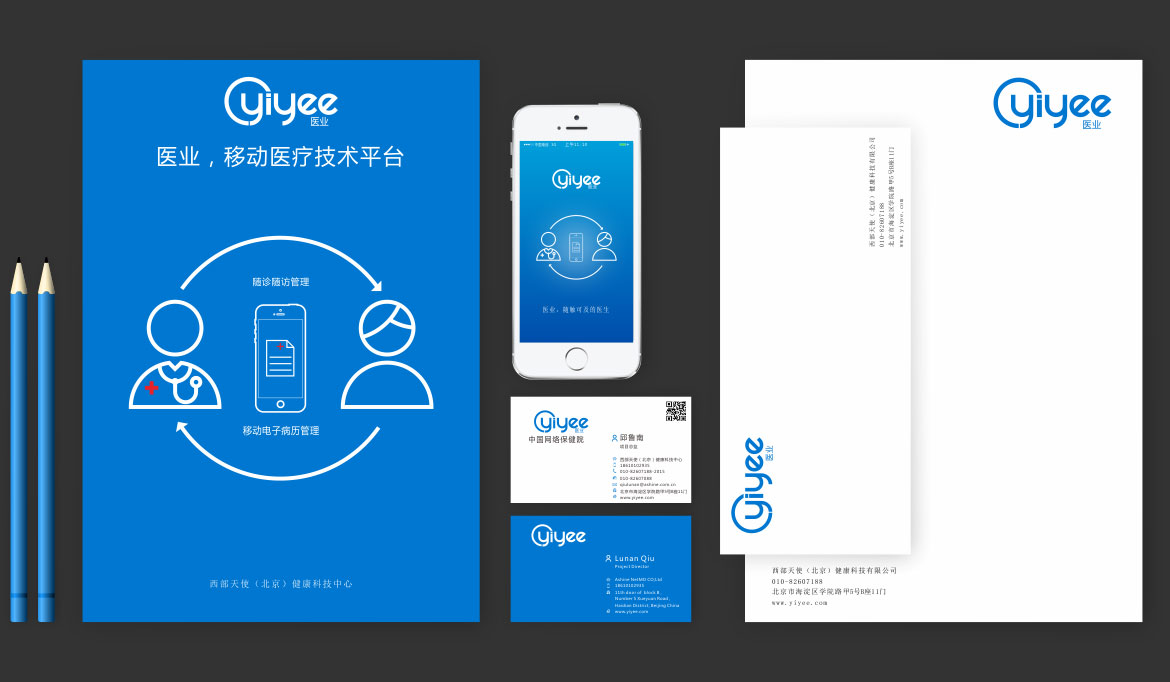 yiyee
医业
医业，移动医疗技术平台
随诊随访管理
移动电子病历管理
西部天使（北京）健康科技中心
yiyee
医业
医业，随触可及的医生
yiyee
医业
中国网络保健院
邱鲁南
项目总监
西部天使（北京）健康科技中心
18610102935
010-82607188-2015
010-82607088
qiulunan@ashine.com.cn
北京市海淀区学院路甲5号B座11门
www.yiyee.com
yiyee
Lunan Qiu
Project Director
Ashine NetMD.CO;Ltd
18610102935
11th door of block B,
Number 5 Xueyuan Road,
Haidian District, Beijing China
www.yiyee.com
西部天使（北京）健康科技有限公司
010-82607188
北京市海淀区学院路甲5号B座11门
www.yiyee.com
yiyee
医业
yiyee
医业
西部天使（北京）健康科技有限公司
010-82607188
北京市海淀区学院路甲5号B座11门
www.yiyee.com